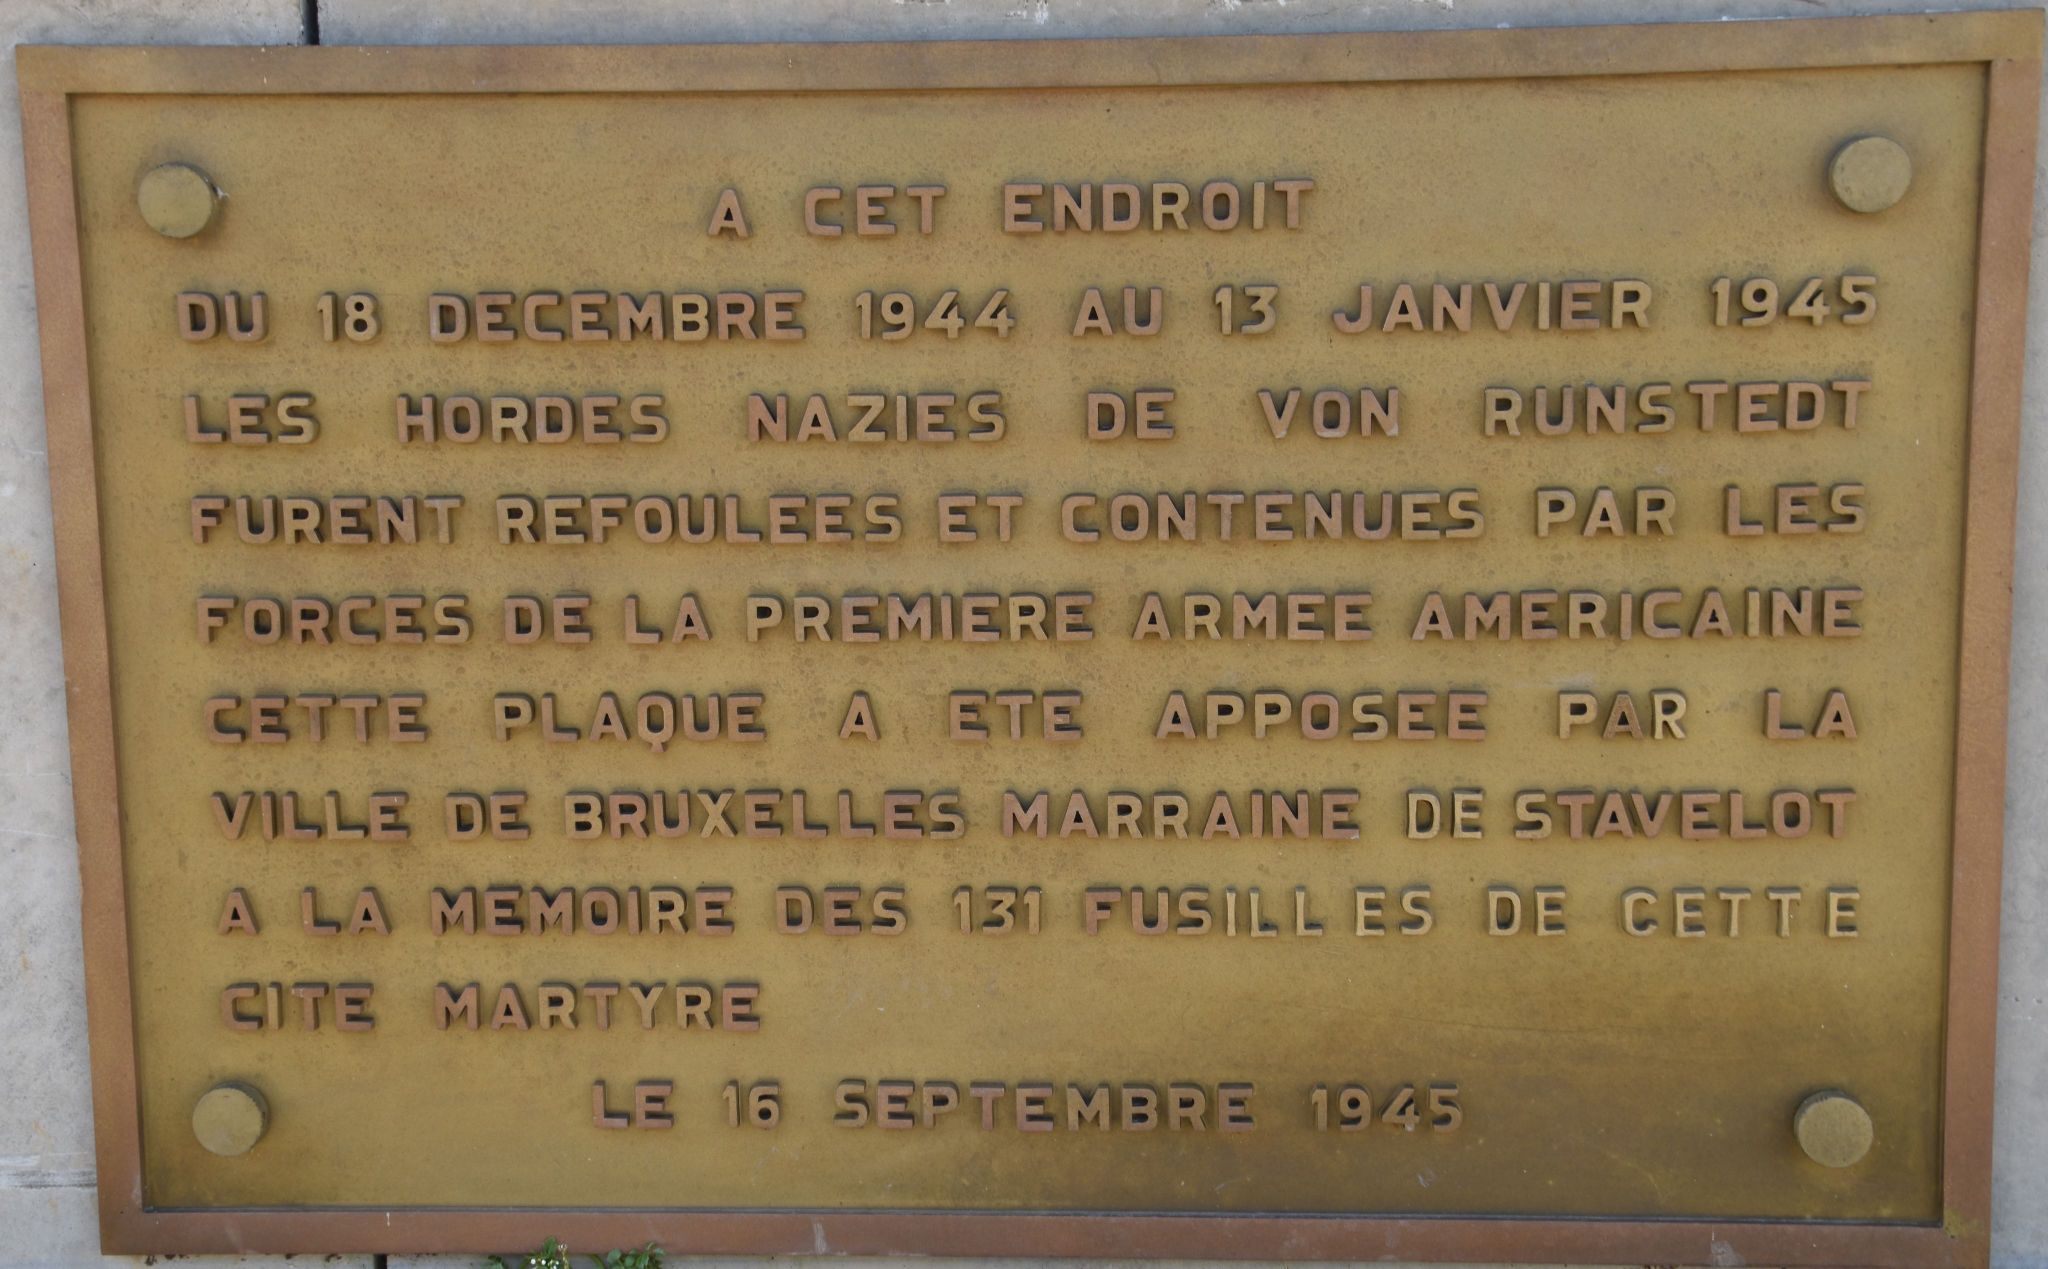 A CET ENDROIT
DU 18 DECEMBRE 1944 AU 13 JANVIER 1945
LES HORDES NAZIES DE VON RUNSTEDT
FURENT REFOULEES ET CONTENUES PAR LES
FORCES DE LA PREMIERE ARMEE AMERICAINE
CETTE PLAQUE A ETE APPOSEE PAR LA
VILLE DE BRUXELLES MARRAINE DE STAVELOT
A LA MEMOIRE DES 131 FUSILLES DE CETTE
CITE MARTYRE
LE 16 SEPTEMBRE 1945